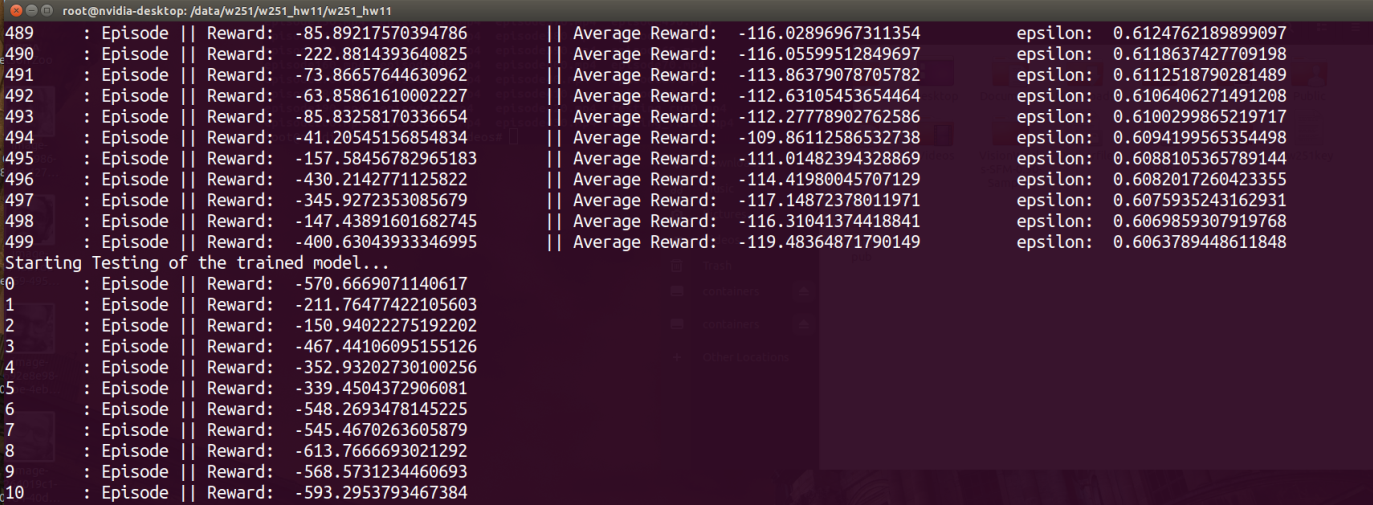 root@nvidia-desktop: /data/w251/w251_hw11/w251_hw11
489 : Episode || Reward: -85.89217570394786 || Average Reward: -116.02896967311354 epsilon: 0.6124762189899097
490 : Episode || Reward: -222.8814393640825 || Average Reward: -116.05599512849697 epsilon: 0.6118637427709198
491 : Episode || Reward: -73.86657644630962 || Average Reward: -113.86379078705782 epsilon: 0.6112518790281489
492 : Episode || Reward: -63.85861610002227 || Average Reward: -112.63105453654464 epsilon: 0.6106406271491208
493 : Episode || Reward: -85.83258170336654 || Average Reward: -112.27778902762586 epsilon: 0.6100299865219717
494 : Episode || Reward: -41.20545156854834 || Average Reward: -109.86112586532738 epsilon: 0.6094199565354498
495 : Episode || Reward: -157.58456782965183 || Average Reward: -111.01482394328869 epsilon: 0.6088105365789144
496 : Episode || Reward: -430.2142771125822 || Average Reward: -114.41980045707129 epsilon: 0.6082017260423355
497 : Episode || Reward: -345.9272353085679 || Average Reward: -117.14872378011971 epsilon: 0.6075935243162931
498 : Episode || Reward: -147.43891601682745 || Average Reward: -116.31041374418841 epsilon: 0.6069859307919768
499 : Episode || Reward: -400.63043933346995 || Average Reward: -119.48364871790149 epsilon: 0.6063789448611848
Starting Testing of the trained model...
0 : Episode || Reward: -570.6669071140617
1 : Episode || Reward: -211.76477422105603
2 : Episode || Reward: -150.94022275192202
3 : Episode || Reward: -467.44106095155126
4 : Episode || Reward: -352.93202730100256
5 : Episode || Reward: -339.4504372906081
6 : Episode || Reward: -548.2693478145225
7 : Episode || Reward: -545.4670263605879
8 : Episode || Reward: -613.7666693021292
9 : Episode || Reward: -568.5731234460693
10 : Episode || Reward: -593.2953793467384
containers
containers
Other Locations